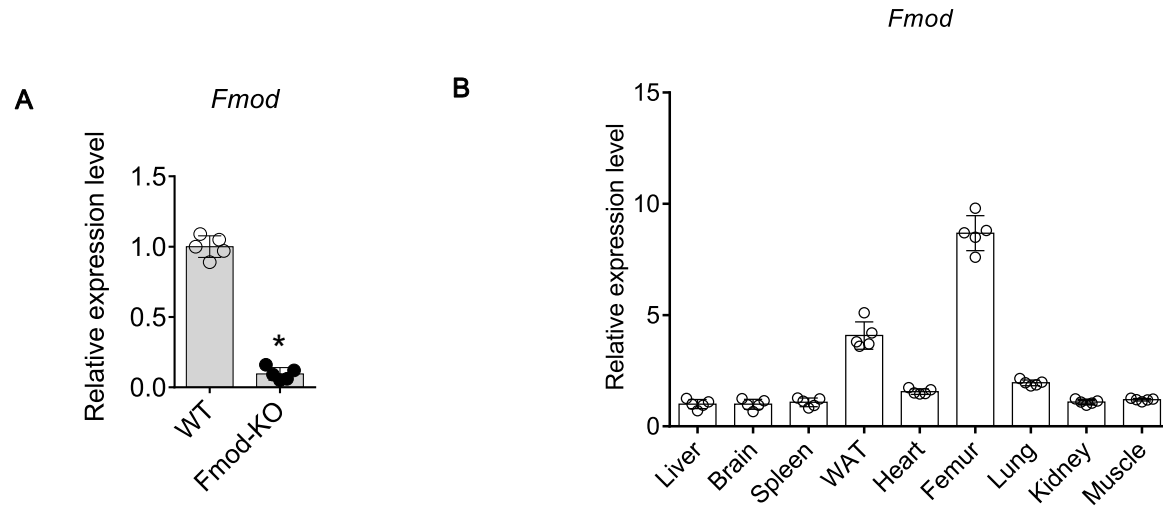 A
Fmod
Relative expression level
1.5
1.0
0.5
0.0
*
WT
Fmod-KO
B
Fmod
Relative expression level
15
10
5
0
Liver
Brain
Spleen
WAT
Heart
Femur
Lung
Kidney
Muscle